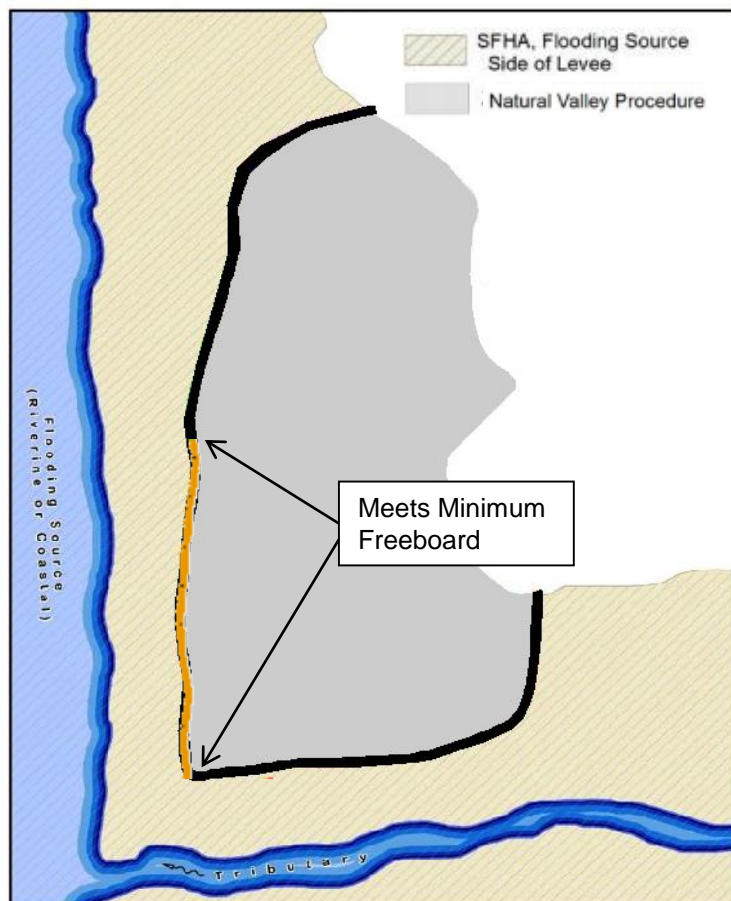 SFHA, Flooding Source
Side of Levee
Natural Valley Procedure
Flooding Source
(Riverine or Coastal)
Meets Minimum
Freeboard
Tributary